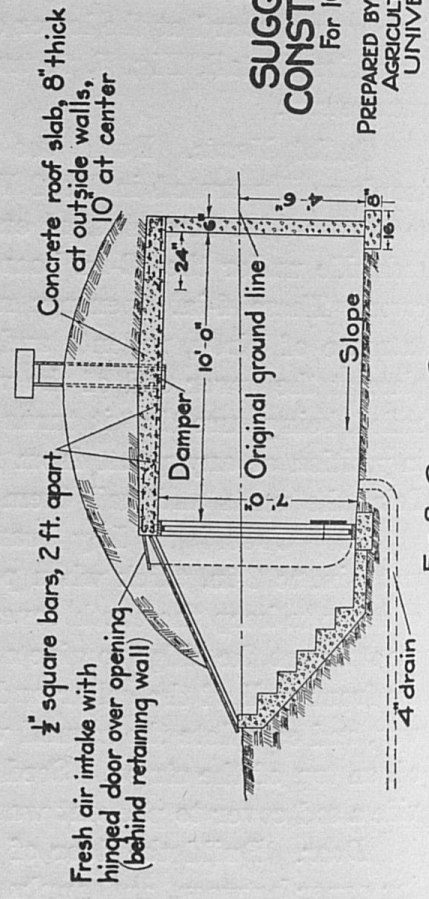 Concrete roof slab, 8" thick
at outside walls,
10" at center
½" square bars, 2 ft. apart
Fresh air intake with
hinged door over opening
(behind retaining wall)
Damper
24"
6"
10'-0"
Original ground line
7'-0"
4'-6"
Slope
8"
16
4" drain
SUGG
CONST
For
PREPARED BY
AGRICULT
UNIVE